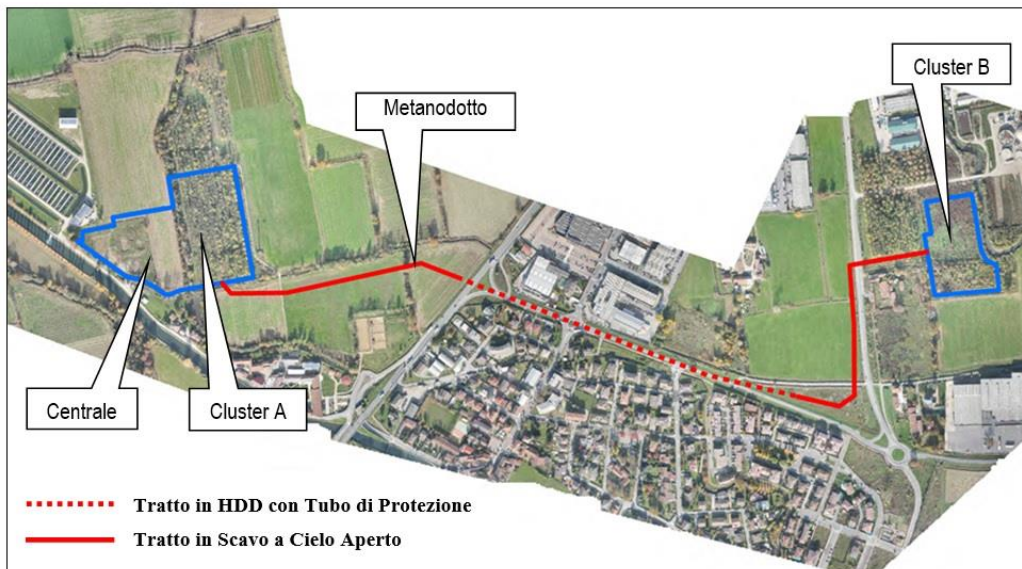 Cluster B
Metanodotto
Centrale
Cluster A
Tratto in HDD con Tubo di Protezione
Tratto in Scavo a Cielo Aperto